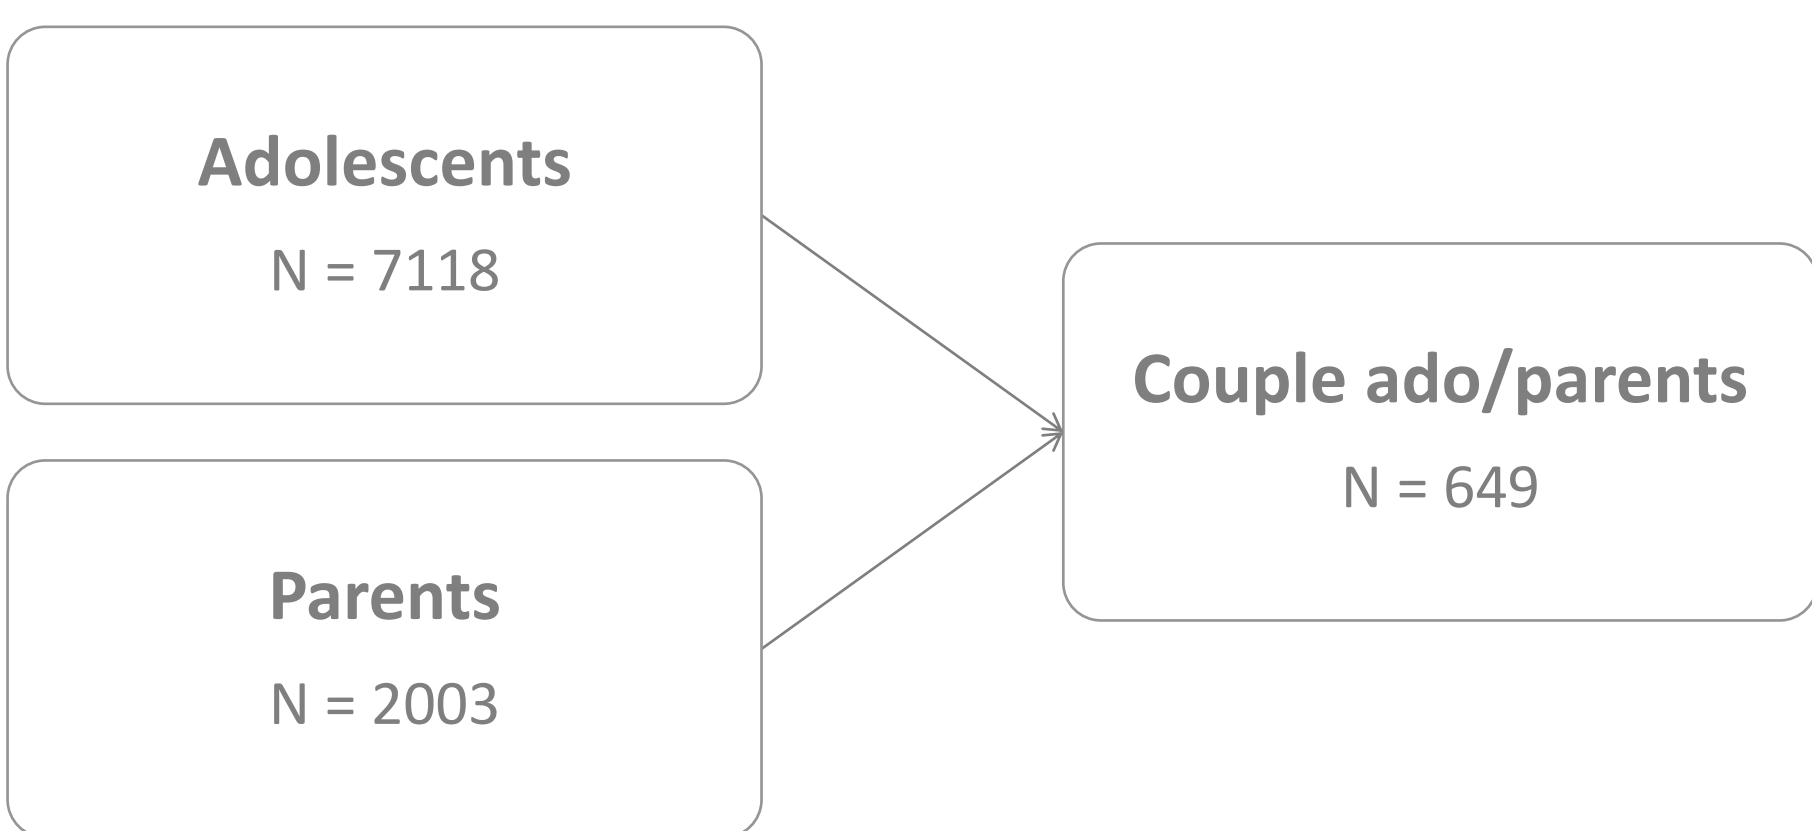 Adolescents
N = 7118
Parents
N = 2003
Couple ado/parents
N = 649